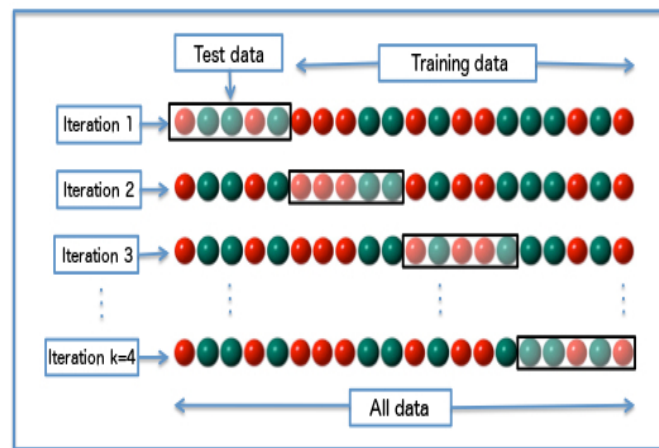 Test data
Training data
Iteration 1
Iteration 2
Iteration 3
Iteration k=4
All data